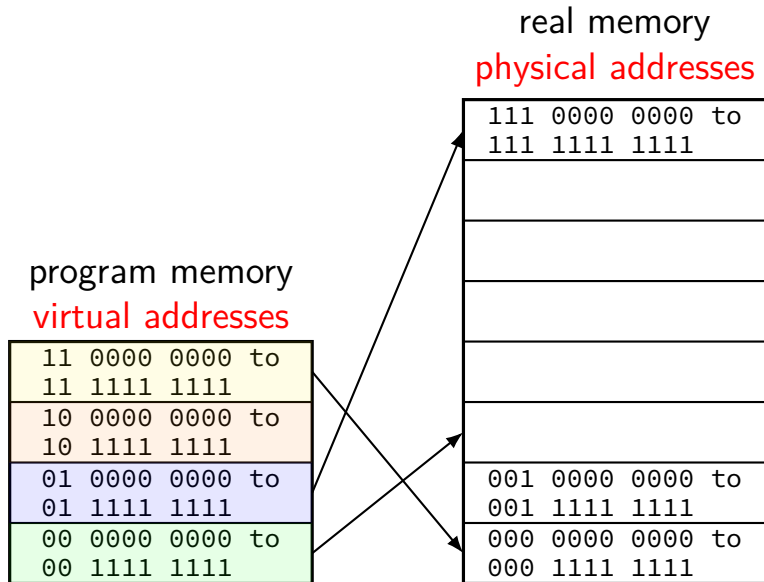 real memory
physical addresses
111 0000 0000 to
111 1111 1111
program memory
virtual addresses
11 0000 0000 to
11 1111 1111
10 0000 0000 to
10 1111 1111
01 0000 0000 to
01 1111 1111
00 0000 0000 to
00 1111 1111
001 0000 0000 to
001 1111 1111
000 0000 0000 to
000 1111 1111